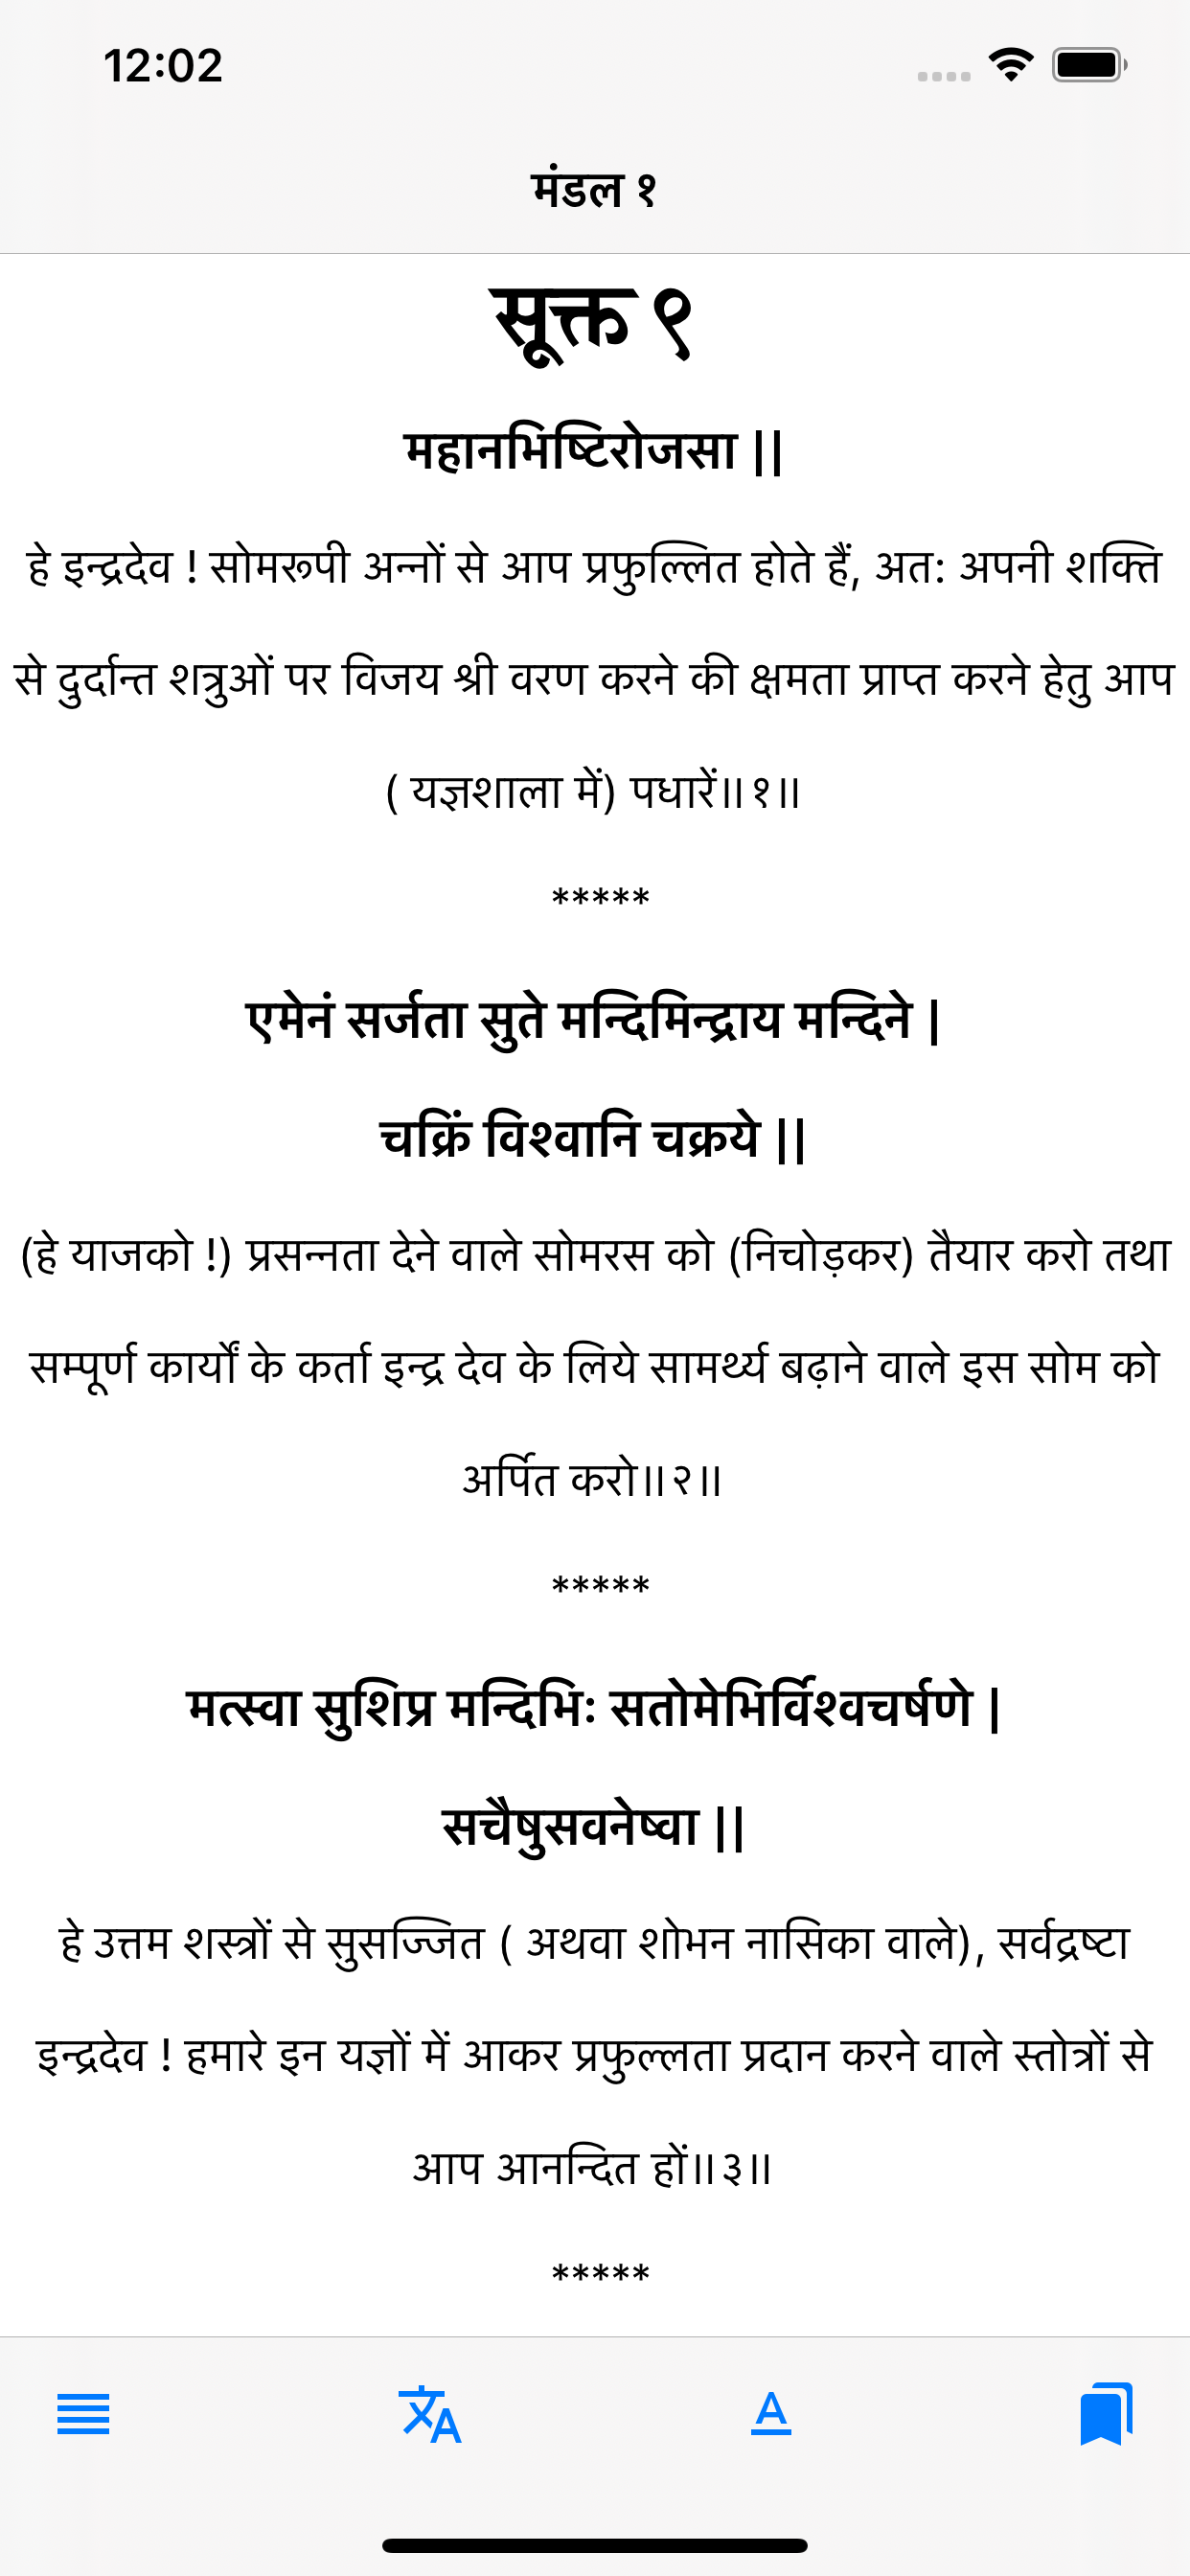 12:02
मंडल १
सूक्त ९
महानभिष्टिरोजसा ||
हे इन्द्रदेव ! सोमरूपी अन्नों से आप प्रफुल्लित होते हैं, अत: अपनी शक्ति
से दुर्दान्त शत्रुओं पर विजय श्री वरण करने की क्षमता प्राप्त करने हेतु आप
( यज्ञशाला में) पधारें॥१॥
*****
एमेनं सर्जता सुते मन्दिमिन्द्राय मन्दिने |
चक्रिं विश्वानि चक्रये ||
(हे याजको !) प्रसन्नता देने वाले सोमरस को (निचोड़कर) तैयार करो तथा
सम्पूर्ण कार्यों के कर्ता इन्द्र देव के लिये सामर्थ्य बढ़ाने वाले इस सोम को
अर्पित करो॥२॥
*****
मत्स्वा सुशिप्र मन्दिभिः सतोमेभिर्विश्वचर्षणे |
सचैषुसवनेष्वा ||
हे उत्तम शस्त्रों से सुसज्जित ( अथवा शोभन नासिका वाले), सर्वद्रष्टा
इन्द्रदेव ! हमारे इन यज्ञों में आकर प्रफुल्लता प्रदान करने वाले स्तोत्रों से
आप आनन्दित हों॥३॥
*****